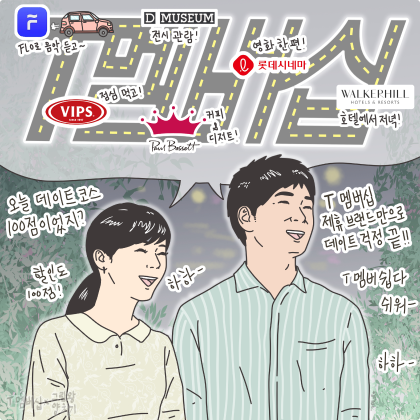 D MUSEUM
전시 관람!
FLO로 음악 듣고~
T멤버십
영화 한편!
롯데시네마
점심 먹고!
VIPS
커피
&
디저트!
Paul Bassett
WALKERHILL
HOTELS & RESORTS
호텔에서 저녁!
오늘 데이트코스
100점이었지?
할인도
100점!
하하-
T 멤버십
제휴 브랜드만으로
데이트 걱정 끝!!
T멤버쉽다
쉬워-
하하-